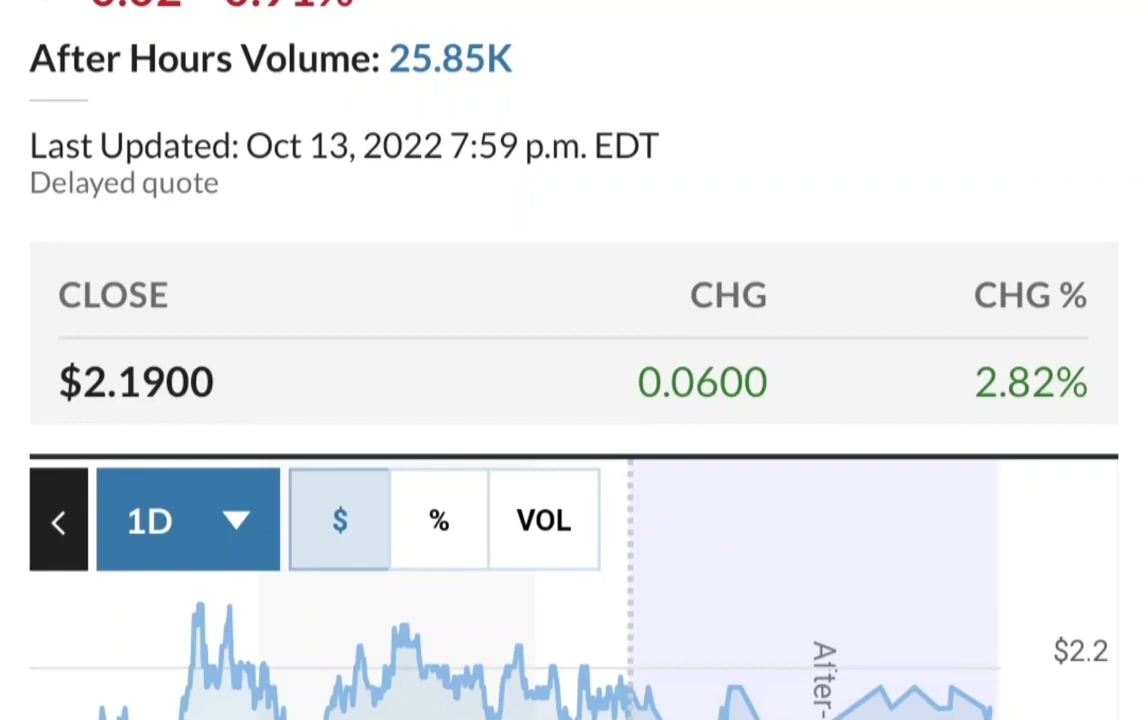 After Hours Volume: 25.85K
Last Updated: Oct 13, 2022 7:59 p.m. EDT
Delayed quote
CLOSE CHG CHG %
$2.1900 0.0600 2.82%
1D $ % VOL
$2.2
After-